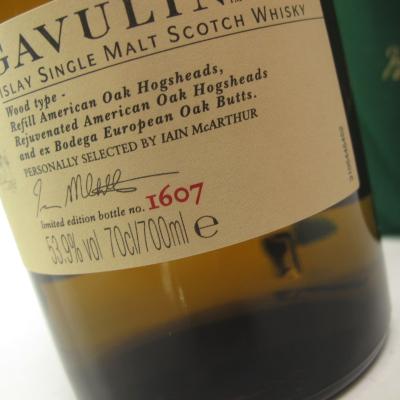 GAVULIN
ISLAY SINGLE MALT SCOTCH WHISKY
Wood type -
Refill American Oak Hogsheads,
Rejuvenated American Oak Hogsheads
and ex Bodega European Oak Butts.
PERSONALLY SELECTED BY IAIN McARTHUR
limited edition bottle no. 1607
53.9% vol 70cl/700ml e